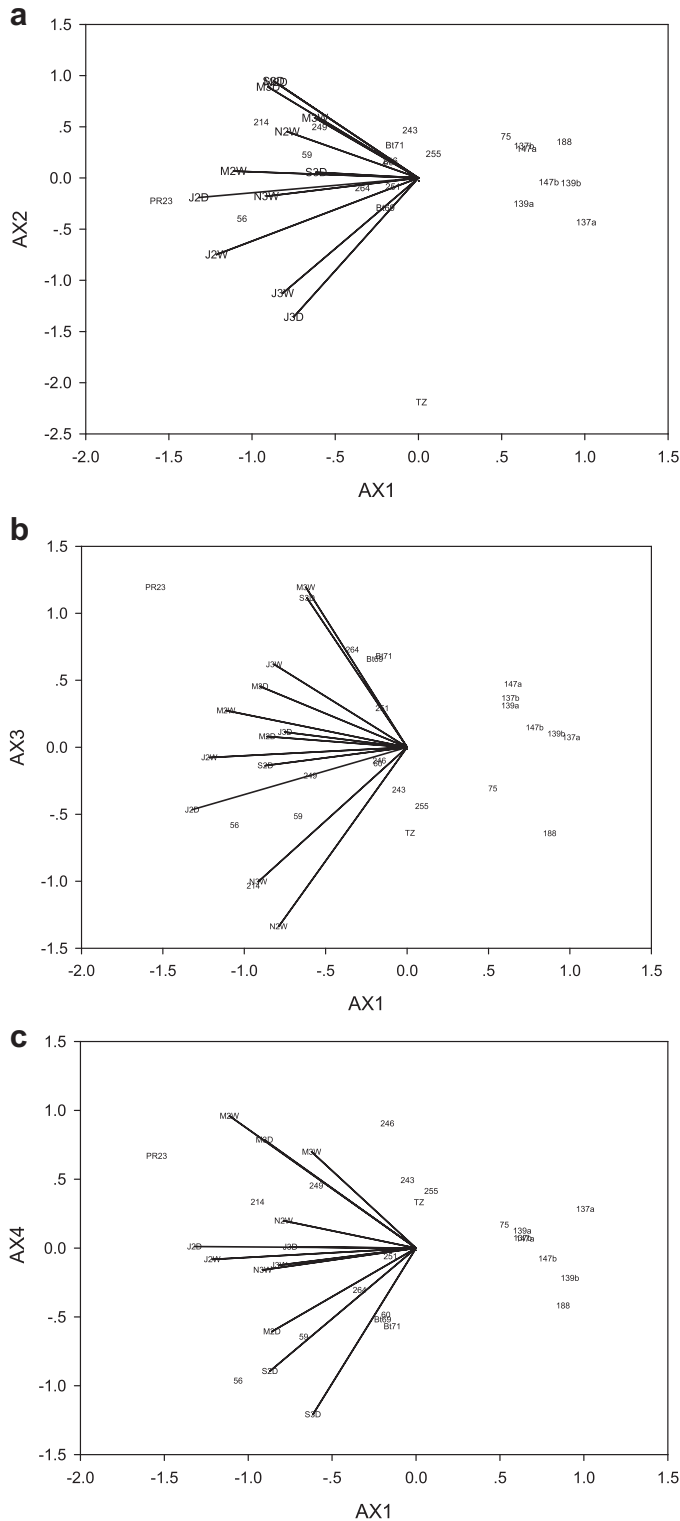 a
1.5
1.0
.5
0.0
-.5
-1.0
-1.5
-2.0
-2.5
AX2
M3D
214
M3W
249
N2W
243
Bt71
255
59
75
137b
147a
188
M2W
S3D
264
251
147b
139b
J2D
N3W
PR23
Bt69
139a
56
137a
J2W
J3W
J3D
TZ
-2.0 -1.5 -1.0 -.5 0.0 .5 1.0 1.5
AX1
b
1.5
1.0
.5
0.0
-.5
-1.0
-1.5
AX3
PR23
M3W
S3D
264
Bt71
Bt69
J3W
M3D
147a
137b
139a
M2W
251
147b
J3D
M2D
139b
137a
J2W
246
60
S2D
249
243
75
255
J2D
59
56
TZ
188
N3W
214
N2W
-2.0 -1.5 -1.0 -.5 0.0 .5 1.0 1.5
AX1
c
1.5
1.0
.5
0.0
-.5
-1.0
-1.5
AX4
M2W
246
M3D
M3W
PR23
243
249
255
214
TZ
137a
N2W
75
139a
147a
J2D
J3D
J2W
251
147b
J3W
N3W
139b
264
188
60
Bt69
Bt71
M2D
59
S2D
56
S3D
-2.0 -1.5 -1.0 -.5 0.0 .5 1.0 1.5
AX1